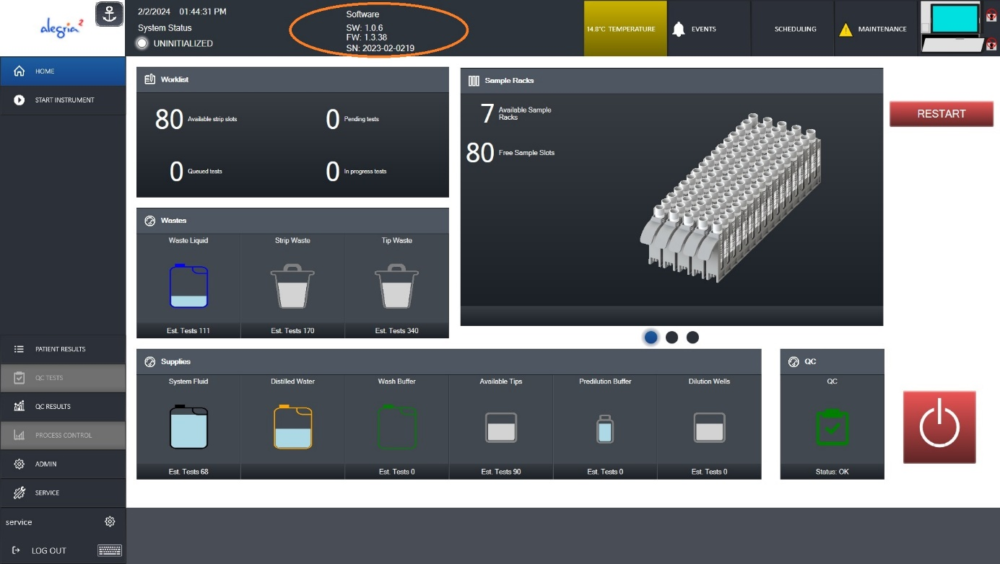 alegria²
2/2/2024 01:44:31 PM
System Status
UNINITIALIZED
Software
SW: 1.0.6
FW: 1.3.38
SN: 2023-02-0219
14.8°C TEMPERATURE
EVENTS
SCHEDULING
MAINTENANCE
HOME
START INSTRUMENT
Worklist
80 Available strip slots
0 Pending tests
0 Queued tests
0 In progress tests
Sample Racks
7 Available Sample
Racks
80 Free Sample Slots
RESTART
Wastes
Waste Liquid
Strip Waste
Tip Waste
Est. Tests 111
Est. Tests 170
Est. Tests 340
PATIENT RESULTS
QC TESTS
QC RESULTS
PROCESS CONTROL
ADMIN
SERVICE
Supplies
System Fluid
Distilled Water
Wash Buffer
Available Tips
Predilution Buffer
Dilution Wells
Est. Tests 68
Est. Tests 0
Est. Tests 90
Est. Tests 0
Est. Tests 0
QC
QC
Status: OK
service
LOG OUT